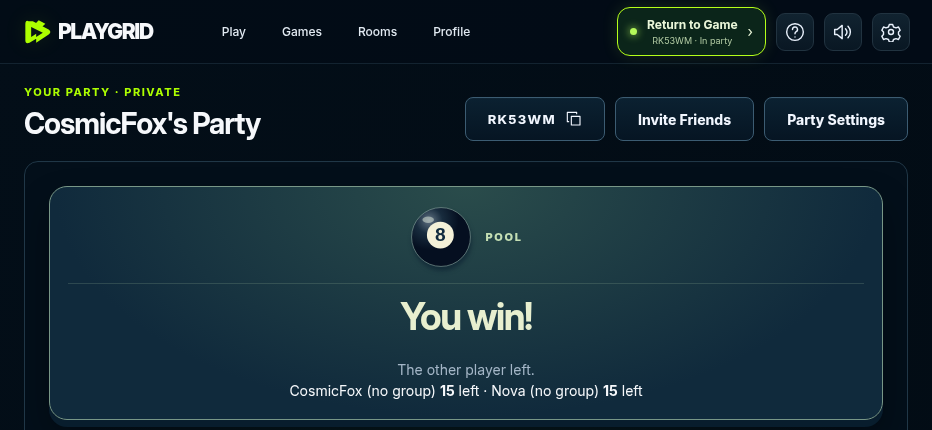 PLAYGRID
Play
Games
Rooms
Profile
Return to Game
RK53WM · In party
YOUR PARTY · PRIVATE
CosmicFox's Party
RK53WM
Invite Friends
Party Settings
8
POOL
You win!
The other player left.
CosmicFox (no group) 15 left · Nova (no group) 15 left